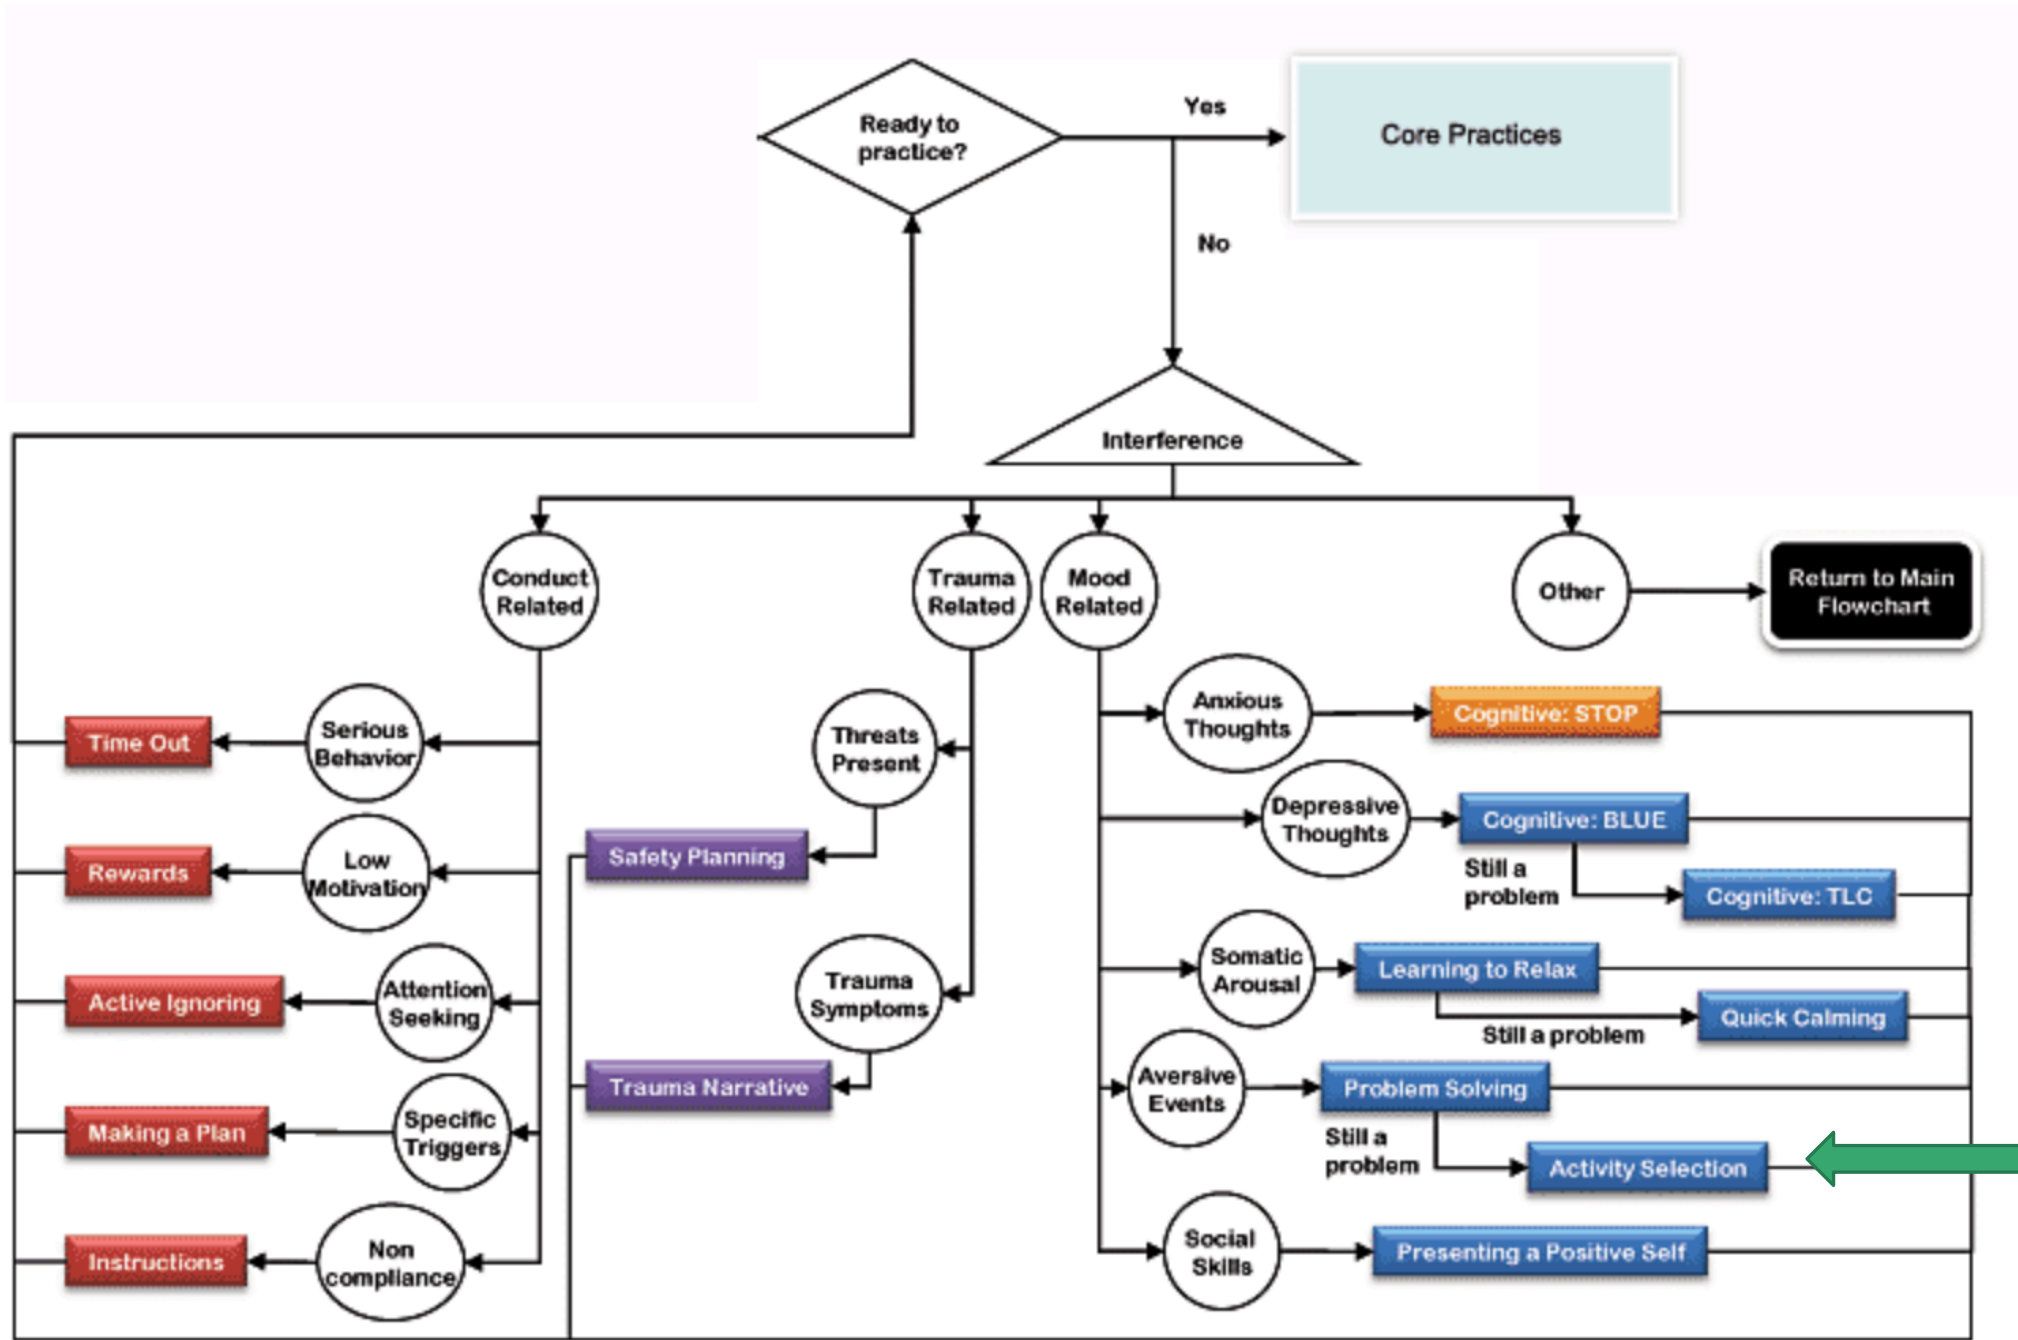 Ready to
practice?
Yes
Core Practices
No
Interference
Conduct
Related
Trauma
Related
Mood
Related
Other
Return to Main
Flowchart
Anxious
Thoughts
Cognitive: STOP
Time Out
Serious
Behavior
Threats
Present
Depressive
Thoughts
Cognitive: BLUE
Still a
problem
Cognitive: TLC
Rewards
Low
Motivation
Safety Planning
Somatic
Arousal
Learning to Relax
Still a problem
Quick Calming
Active Ignoring
Attention
Seeking
Trauma
Symptoms
Trauma Narrative
Aversive
Events
Problem Solving
Still a
problem
Activity Selection
Making a Plan
Specific
Triggers
Social
Skills
Presenting a Positive Self
Instructions
Non
compliance